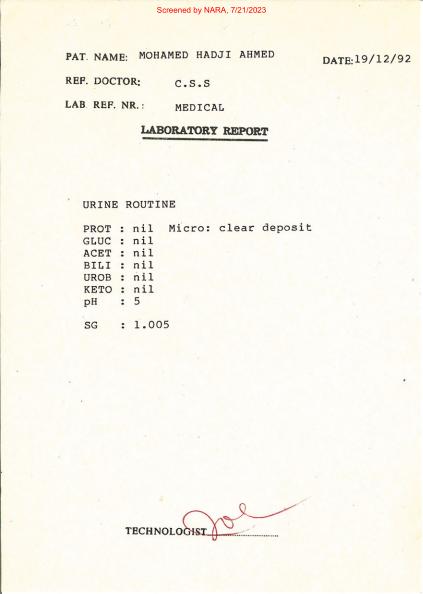 Screened by NARA, 7/21/2023
PAT. NAME: MOHAMED HADJI AHMED DATE: 19/12/92
REF. DOCTOR: C.S.S
LAB REF. NR.: MEDICAL
LABORATORY REPORT
URINE ROUTINE
PROT : nil Micro: clear deposit
GLUC : nil
ACET : nil
BILI : nil
UROB : nil
KETO : nil
pH : 5
SG : 1.005
TECHNOLOGIST Joe